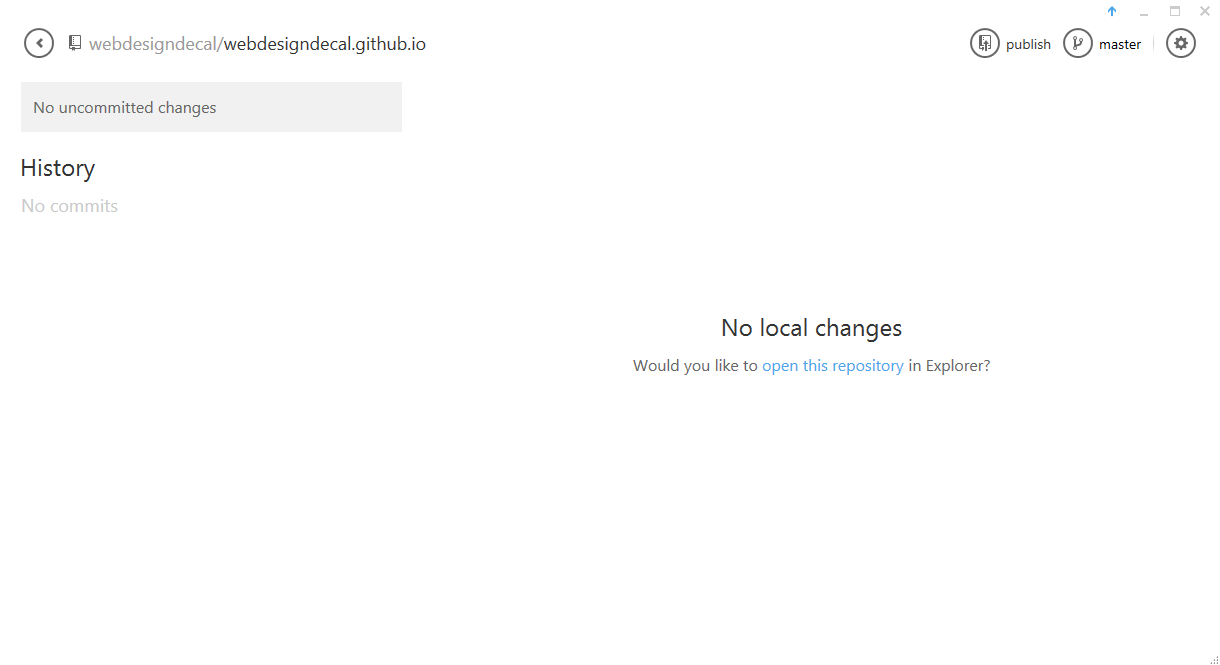 webdesigndecal/webdesigndecal.github.io publish master
No uncommitted changes
History
No commits
No local changes
Would you like to open this repository in Explorer?